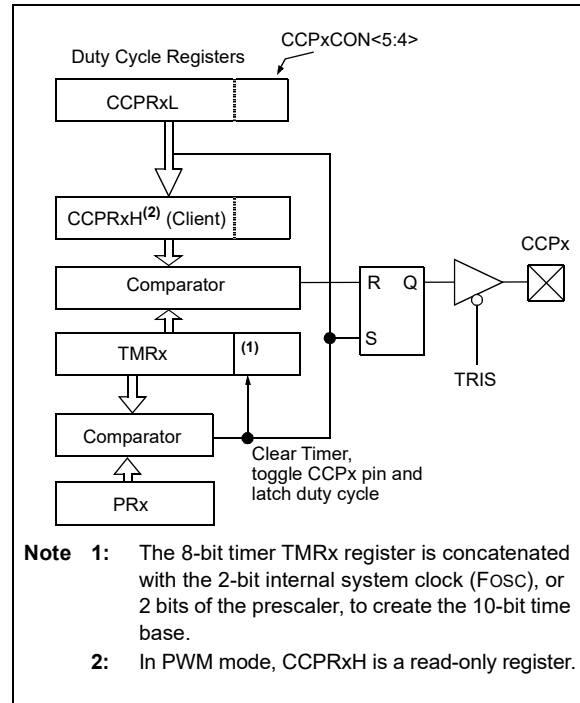 CCPxCON<5:4>
Duty Cycle Registers
CCPRxL
CCPRxH(2) (Client)
CCPx
Comparator
R Q
TMRx (1)
S
TRIS
Comparator
Clear Timer,
toggle CCPx pin and
latch duty cycle
PRx
Note 1: The 8-bit timer TMRx register is concatenated
with the 2-bit internal system clock (FOSC), or
2 bits of the prescaler, to create the 10-bit time
base.
2: In PWM mode, CCPRxH is a read-only register.